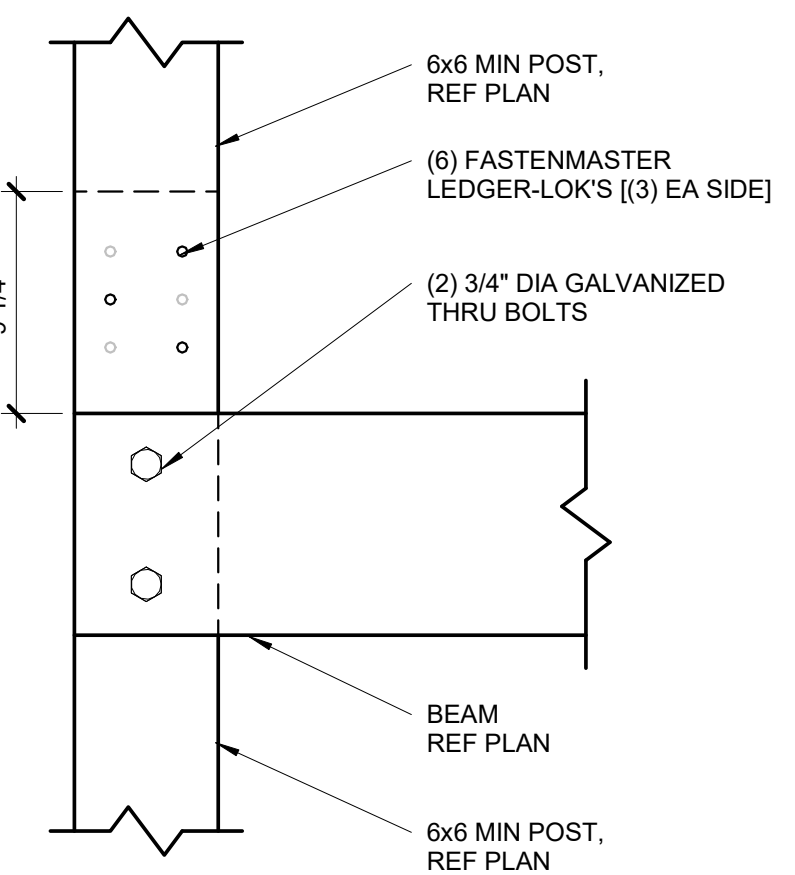 6x6 MIN POST,
REF PLAN
(6) FASTENMASTER
LEDGER-LOK'S [(3) EA SIDE]
(2) 3/4" DIA GALVANIZED
THRU BOLTS
BEAM
REF PLAN
6x6 MIN POST,
REF PLAN